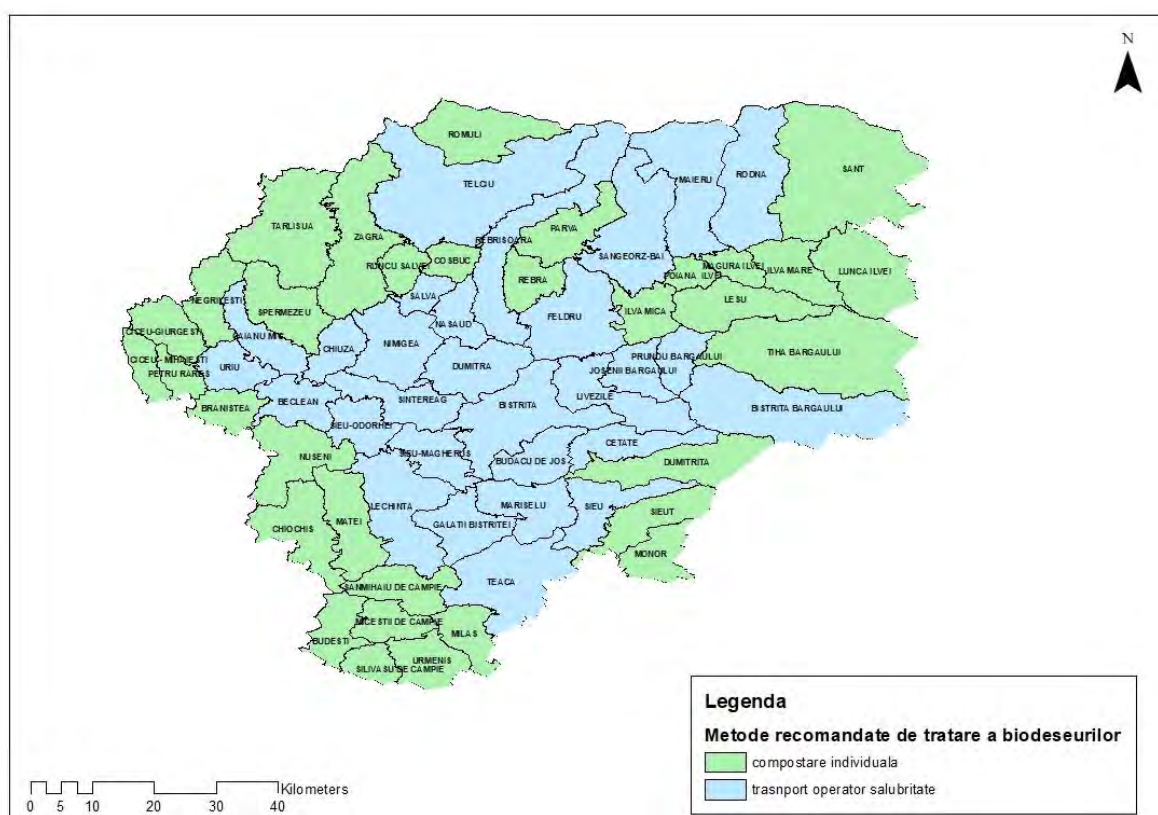 N
ROMULI
TELCIU
MAIERU
RODNA
SANT
TARLISUA
ZAGRA
PARVA
REBRISOARA
SANGEORZ-BAI
COSBUC
RUNCU SALVEI
REBRA
POIANA ILVEI
MAGURA ILVEI
ILVA MARE
LUNCA ILVEI
NEGRILESTI
SPERMEZEU
SALVA
NASAUD
FELDRU
ILVA MICA
LESU
CICEU-GIURGESTI
CAIANU MIC
CHIUZA
NIMIGEA
DUMITRA
PRUNDU BARGAULUI
TIHA BARGAULUI
CICEU - MIHAIESTI
PETRU RARES
URIU
JOSENII BARGAULUI
BRANISTEA
BECLEAN
SINTEREAG
BISTRITA
LIVEZILE
BISTRITA BARGAULUI
SIEU-ODORHEI
CETATE
NUSENI
SIEU-MAGHERUS
BUDACU DE JOS
DUMITRITA
LECHINTA
MARISELU
SIEU
SIEUT
CHIOCHIS
MATEI
GALATII BISTRITEI
MONOR
SANMIHAIU DE CAMPIE
TEACA
MICESTII DE CAMPIE
BUDESTI
MILAS
URMENIS
SILIVASU DE CAMPIE
Legenda
Metode recomandate de tratare a biodeseurilor
compostare individuala
trasnport operator salubritate
Kilometers
0 5 10 20 30 40